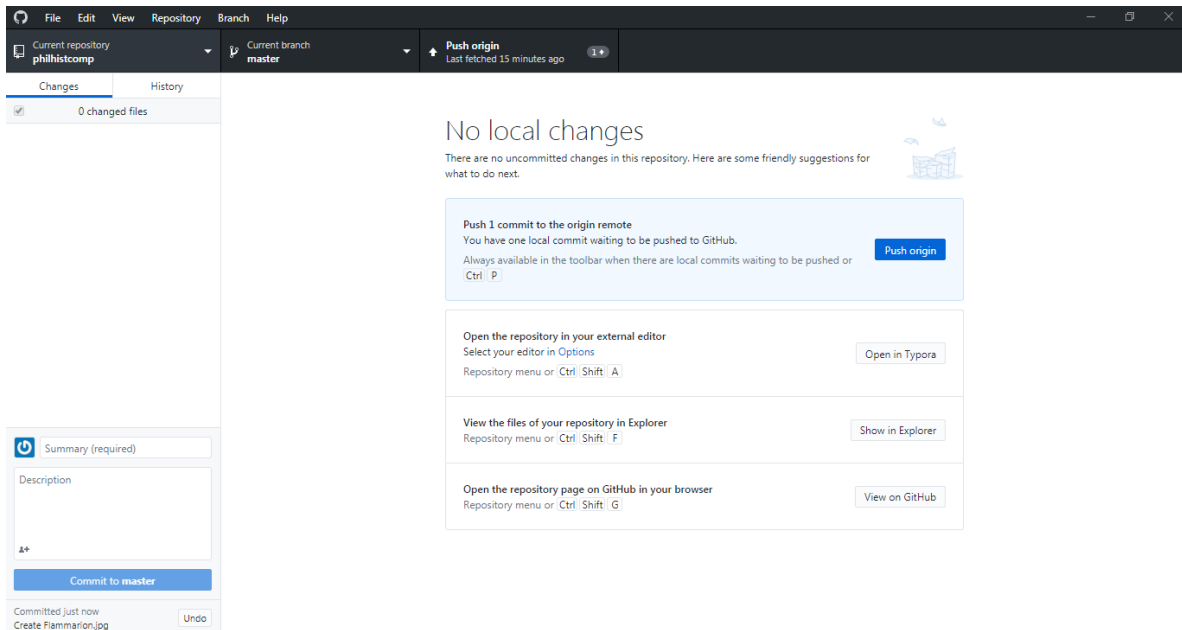 File Edit View Repository Branch Help
Current repository
philhistcomp
Current branch
master
Push origin
Last fetched 15 minutes ago
1
Changes History
0 changed files
No local changes
There are no uncommitted changes in this repository. Here are some friendly suggestions for
what to do next.
Push 1 commit to the origin remote
You have one local commit waiting to be pushed to GitHub.
Always available in the toolbar when there are local commits waiting to be pushed or
Ctrl P
Push origin
Open the repository in your external editor
Select your editor in Options
Repository menu or Ctrl Shift A
Open in Typora
View the files of your repository in Explorer
Repository menu or Ctrl Shift F
Show in Explorer
Open the repository page on GitHub in your browser
Repository menu or Ctrl Shift G
View on GitHub
Summary (required)
Description
Commit to master
Committed just now
Create Flammarion.jpg
Undo